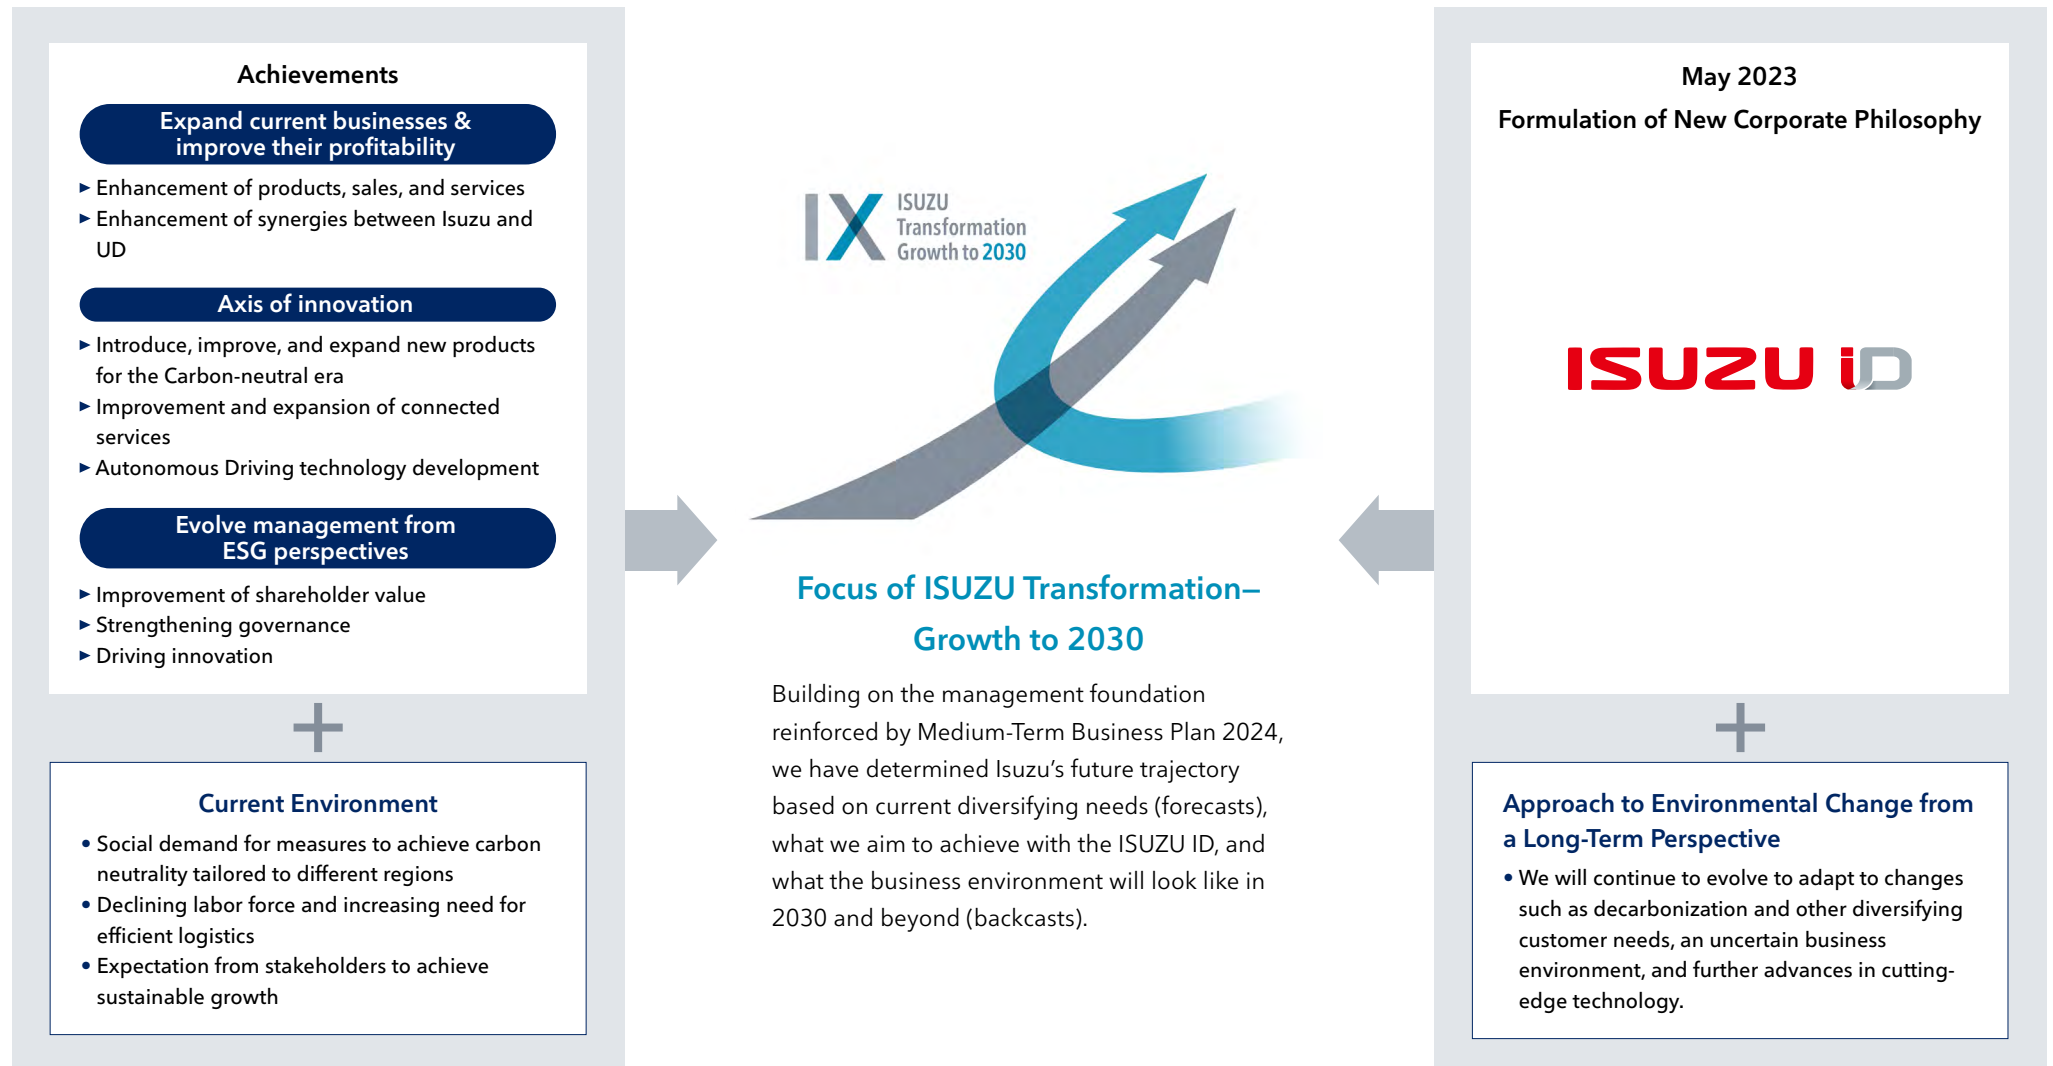 Achievements
Expand current businesses &
improve their profitability
▶ Enhancement of products, sales, and services
▶ Enhancement of synergies between Isuzu and
UD
Axis of innovation
▶ Introduce, improve, and expand new products
for the Carbon-neutral era
▶ Improvement and expansion of connected
services
▶ Autonomous Driving technology development
Evolve management from
ESG perspectives
▶ Improvement of shareholder value
▶ Strengthening governance
▶ Driving innovation
+
Current Environment
• Social demand for measures to achieve carbon
neutrality tailored to different regions
• Declining labor force and increasing need for
efficient logistics
• Expectation from stakeholders to achieve
sustainable growth
IX
ISUZU
Transformation
Growth to 2030
Focus of ISUZU Transformation—
Growth to 2030
Building on the management foundation
reinforced by Medium-Term Business Plan 2024,
we have determined Isuzu's future trajectory
based on current diversifying needs (forecasts),
what we aim to achieve with the ISUZU ID, and
what the business environment will look like in
2030 and beyond (backcasts).
May 2023
Formulation of New Corporate Philosophy
ISUZU iD
+
Approach to Environmental Change from
a Long-Term Perspective
• We will continue to evolve to adapt to changes
such as decarbonization and other diversifying
customer needs, an uncertain business
environment, and further advances in cutting-
edge technology.